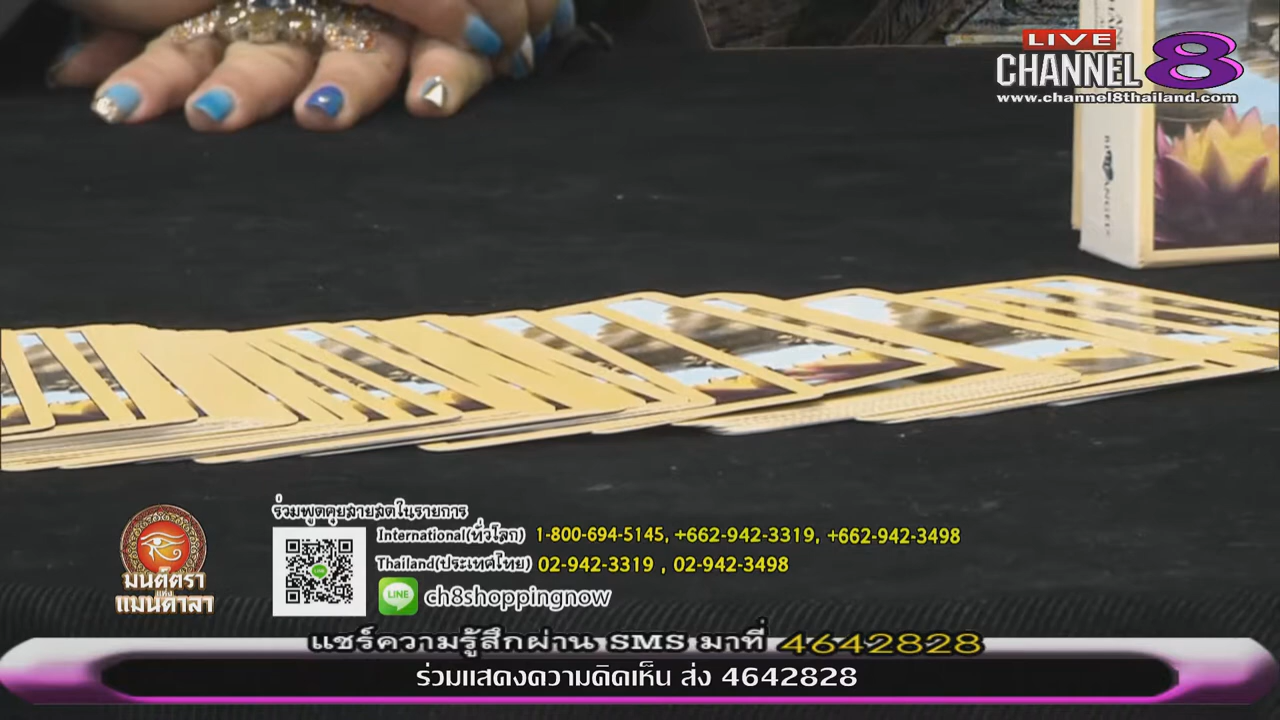 LIVE
CHANNEL 8
www.channel8thailand.com
ร่วมพูดคุยสายสดในรายการ
International(ทั่วโลก) 1-800-694-5145, +662-942-3319, +662-942-3498
Thailand(ประเทศไทย) 02-942-3319 , 02-942-3498
LINE ch8shoppingnow
มนต์ตรา
แห่ง
แมนดาลา
แชร์ความรู้สึกผ่าน SMS มาที่ 4642828
ร่วมแสดงความคิดเห็น ส่ง 4642828